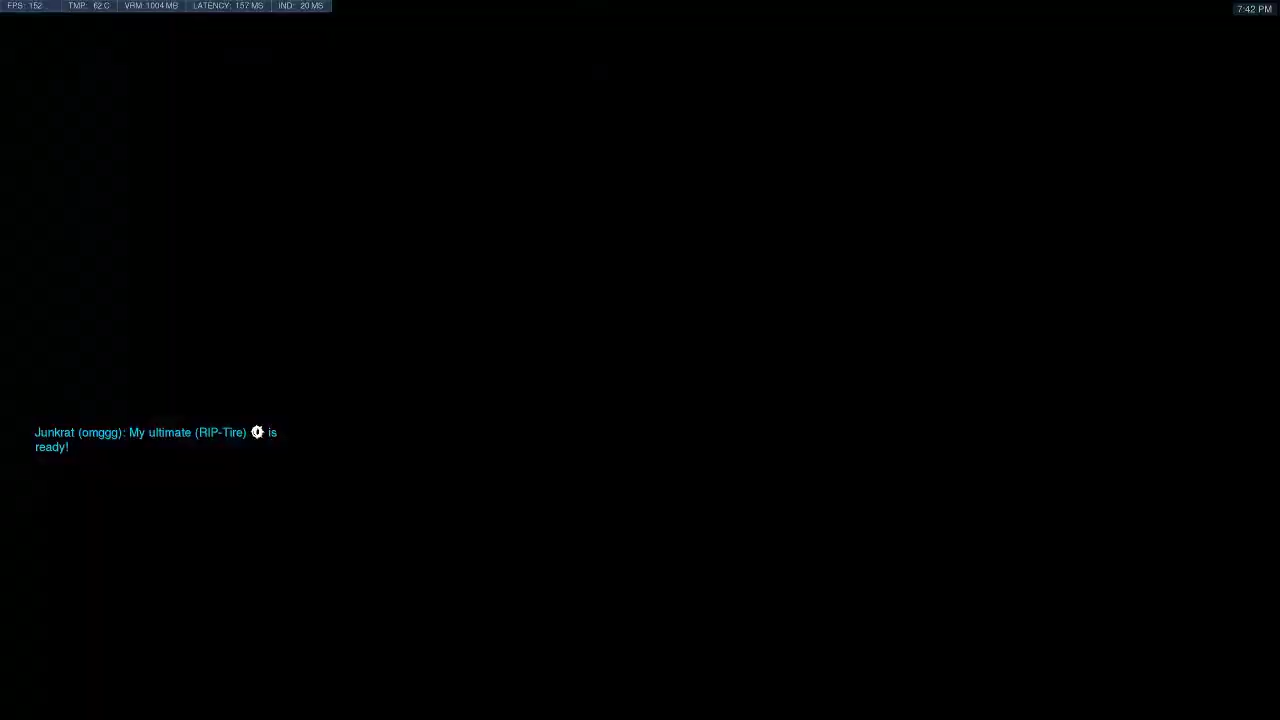 FPS: 152 TMP: 62 C VRM: 1004 MB LATENCY: 157 MS IND: 20 MS
7:42 PM
Junkrat (omggg): My ultimate (RIP-Tire) is
ready!